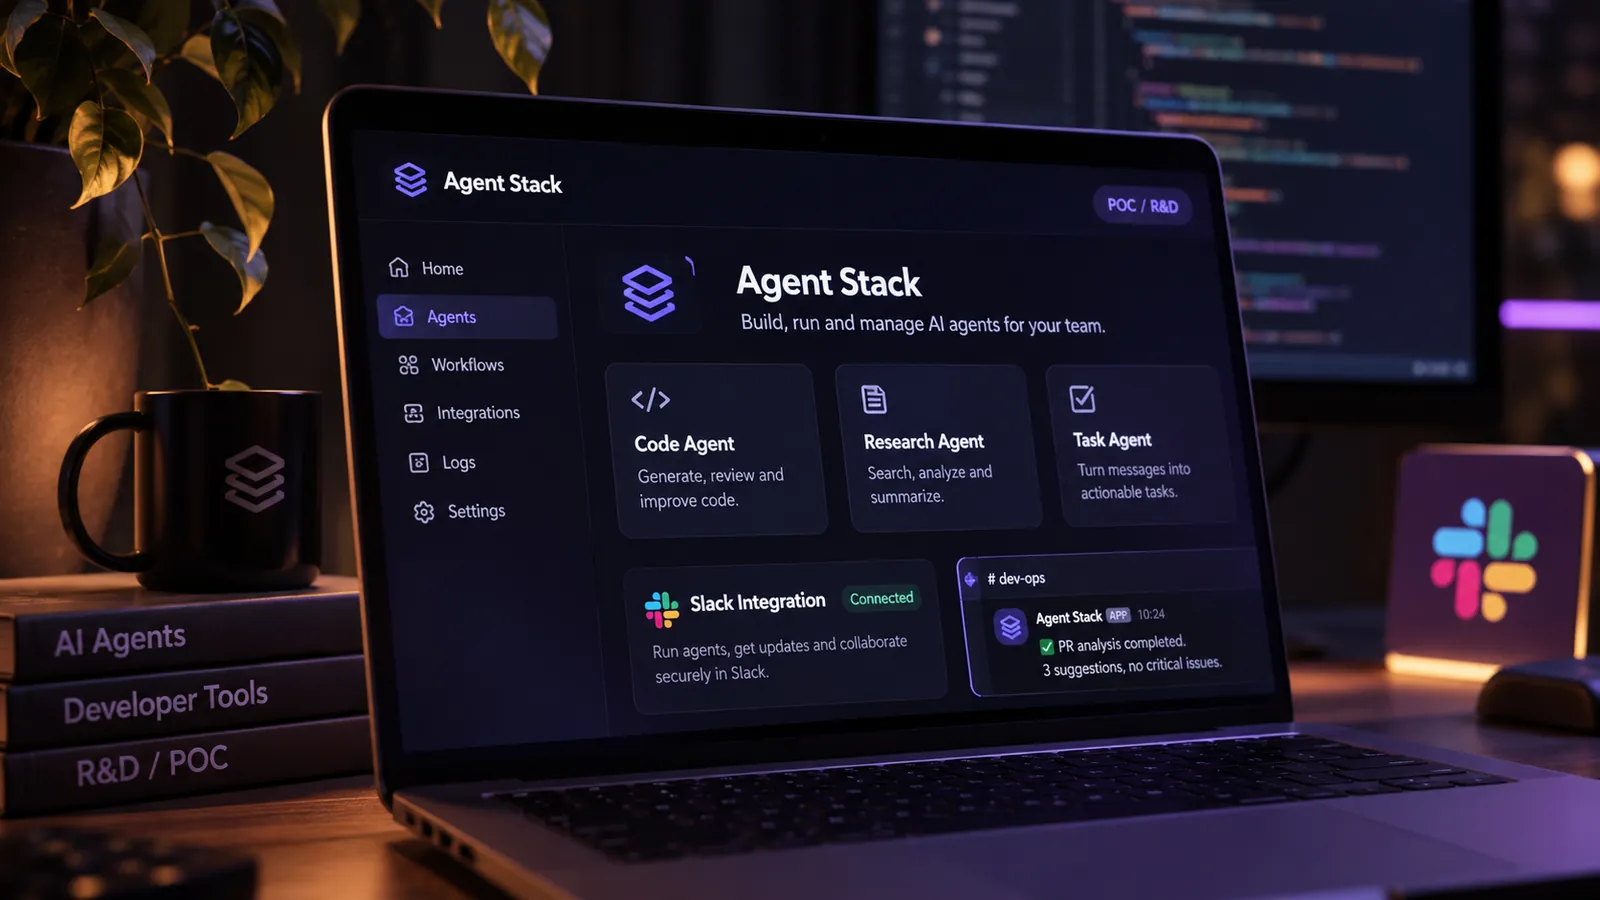 Agent Stack
POC / R&D
Home
Agents
Workflows
Integrations
Logs
Settings
Agent Stack
Build, run and manage AI agents for your team.
Code Agent
Generate, review and
improve code.
Research Agent
Search, analyze and
summarize.
Task Agent
Turn messages into
actionable tasks.
Slack Integration
Connected
Run agents, get updates and collaborate
securely in Slack.
# dev-ops
Agent Stack APP 10:24
✅ PR analysis completed.
3 suggestions, no critical issues.
AI Agents
Developer Tools
R&D / POC